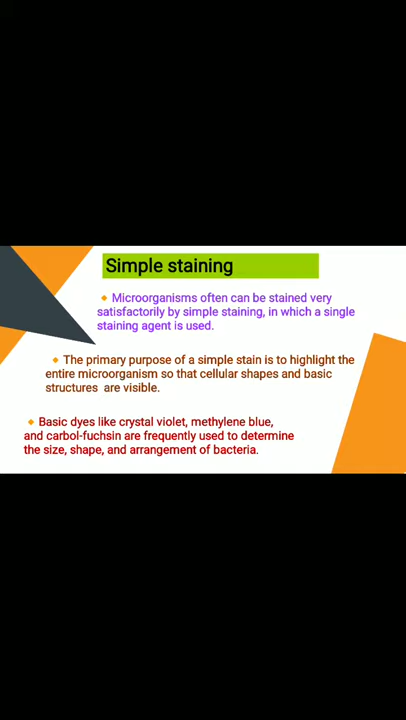 Simple staining
Microorganisms often can be stained very
satisfactorily by simple staining, in which a single
staining agent is used.
The primary purpose of a simple stain is to highlight the
entire microorganism so that cellular shapes and basic
structures are visible.
Basic dyes like crystal violet, methylene blue,
and carbol-fuchsin are frequently used to determine
the size, shape, and arrangement of bacteria.